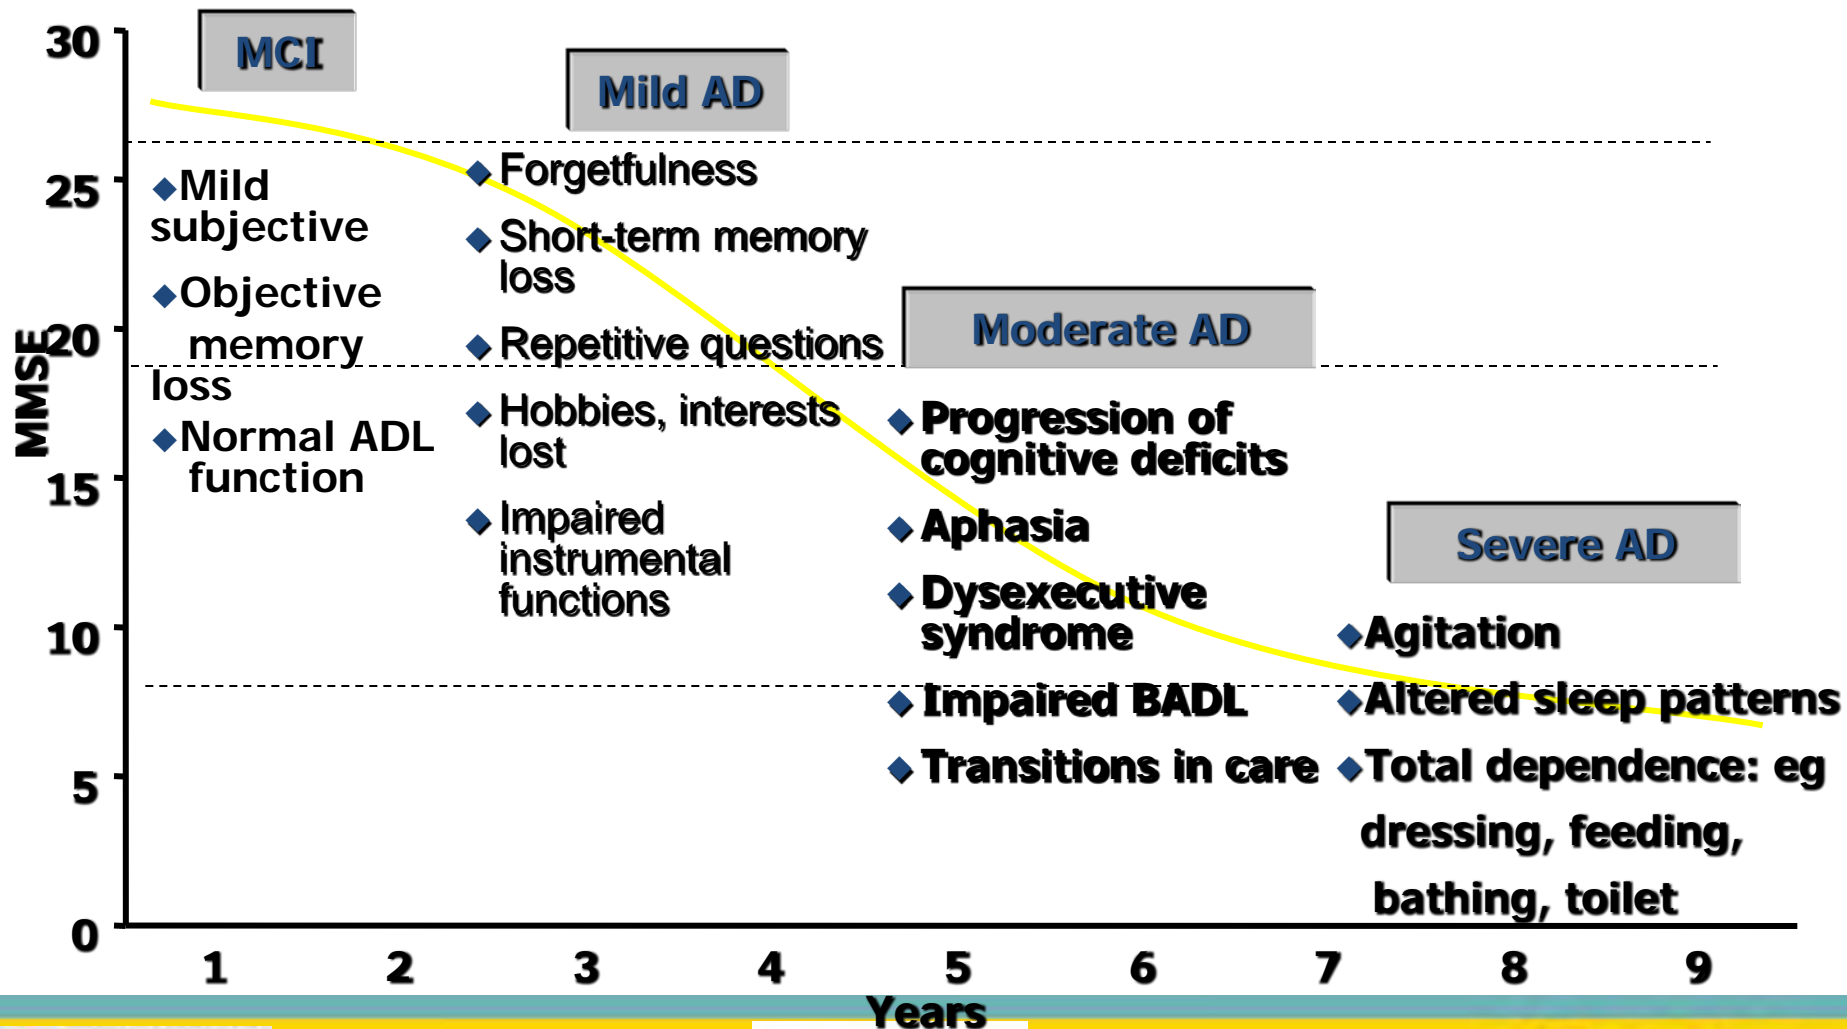 30
25
20
15
10
5
0
MMSE
MCI
◆Mild
subjective
◆Objective
memory
loss
◆Normal ADL
function
Mild AD
◆ Forgetfulness
◆ Short-term memory
loss
◆ Repetitive questions
◆ Hobbies, interests
lost
◆ Impaired
instrumental
functions
Moderate AD
◆ Progression of
cognitive deficits
◆ Aphasia
◆ Dysexecutive
syndrome
◆ Impaired BADL
◆ Transitions in care
Severe AD
◆Agitation
◆Altered sleep patterns
◆Total dependence: eg
dressing, feeding,
bathing, toilet
1 2 3 4 5 6 7 8 9
Years